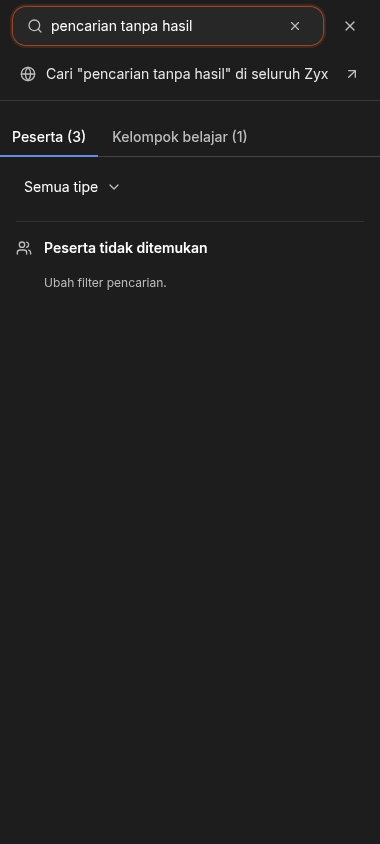 pencarian tanpa hasil
Cari "pencarian tanpa hasil" di seluruh Zyx
Peserta (3)
Kelompok belajar (1)
Semua tipe
Peserta tidak ditemukan
Ubah filter pencarian.